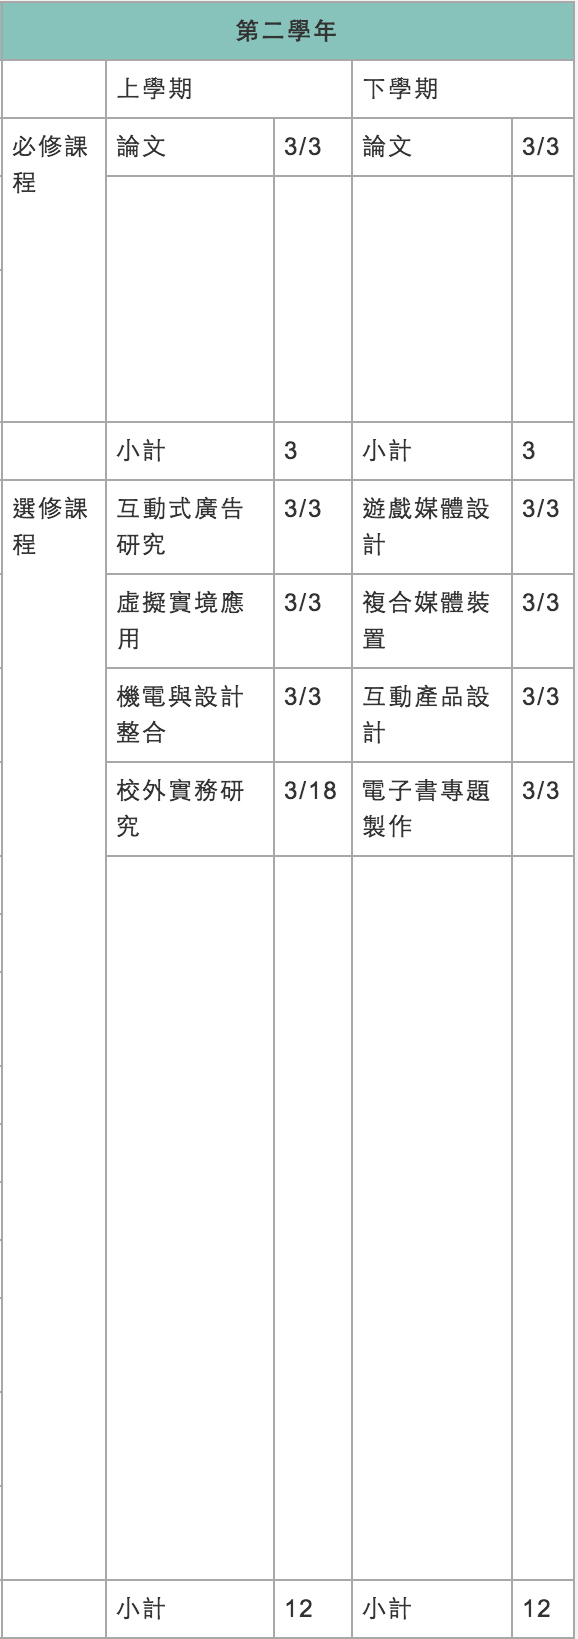 第二學年
上學期 下學期
必修課 論文 3/3 論文 3/3
程
小計 3 小計 3
選修課 互動式廣告 3/3 遊戲媒體設 3/3
程 研究 計
虛擬實境應 3/3 複合媒體裝 3/3
用 置
機電與設計 3/3 互動產品設 3/3
整合 計
校外實務研 3/18 電子書專題 3/3
究 製作
小計 12 小計 12